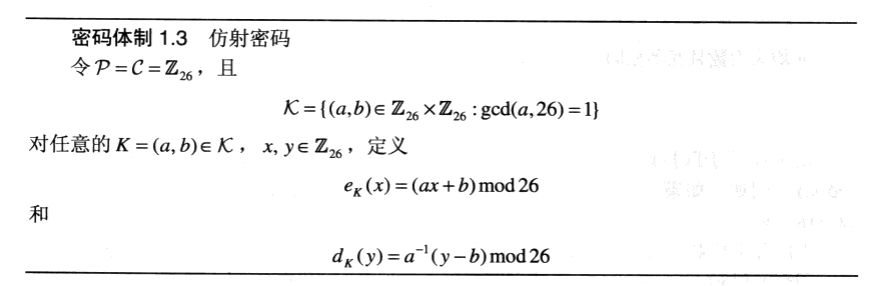 密码体制 1.3 仿射密码
令 𝒫 = 𝒞 = ℤ₂₆，且
𝒦 = {(a,b) ∈ ℤ₂₆ × ℤ₂₆ : gcd(a,26) = 1}
对任意的 K = (a, b) ∈ 𝒦，x, y ∈ ℤ₂₆，定义
e_K(x) = (ax + b) mod 26
和
d_K(y) = a⁻¹(y − b) mod 26